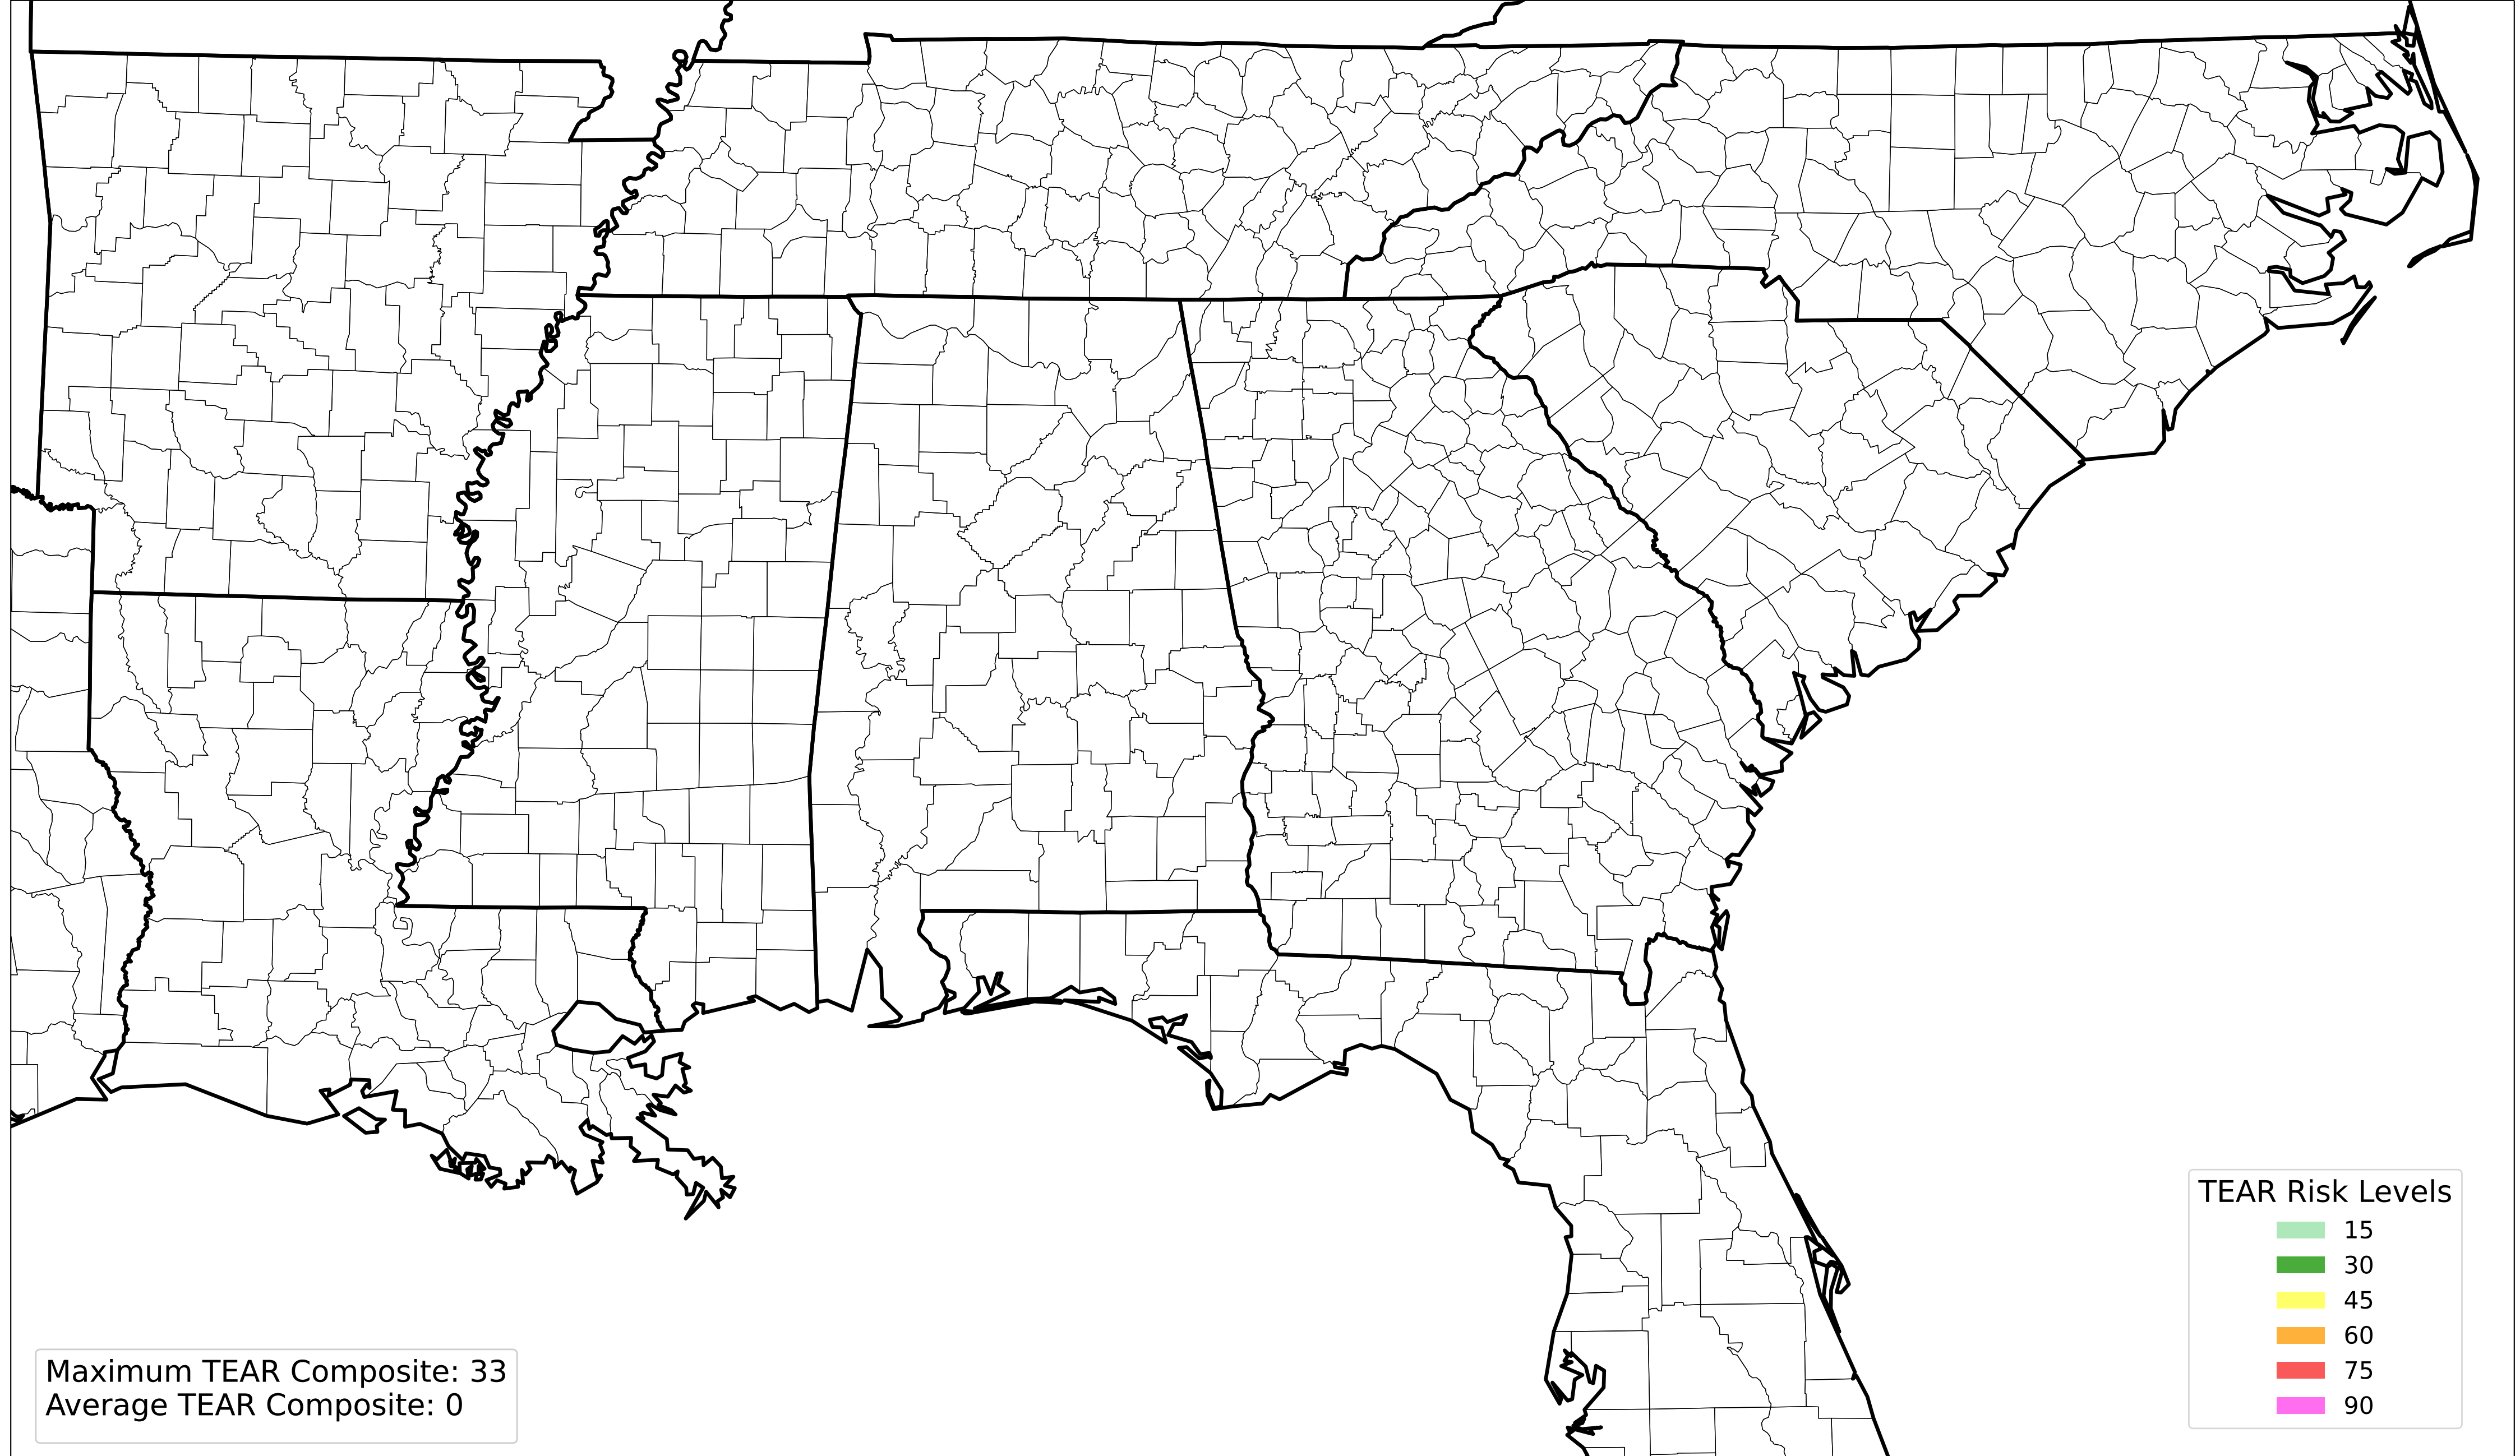 TEAR Risk Levels
15
30
45
60
75
90
Maximum TEAR Composite: 33
Average TEAR Composite: 0